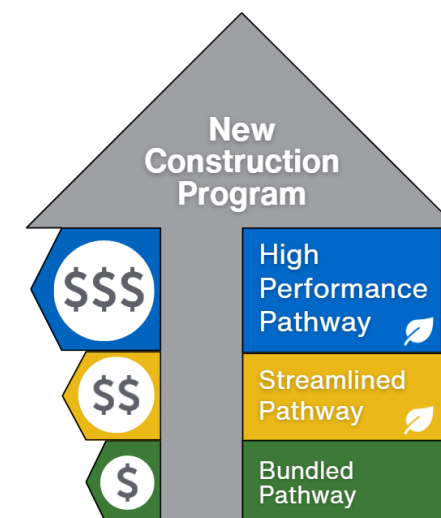 New
Construction
Program
$$$
High
Performance
Pathway
$$
Streamlined
Pathway
$
Bundled
Pathway